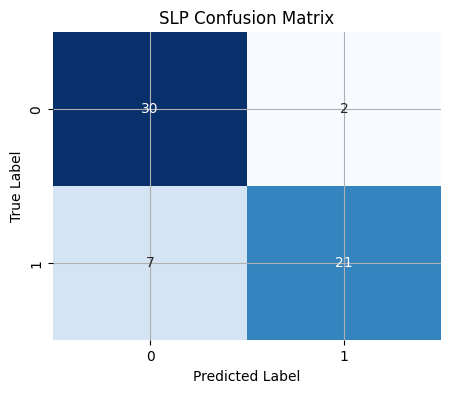 SLP Confusion Matrix
True Label
0
30
2
1
7
21
0
1
Predicted Label